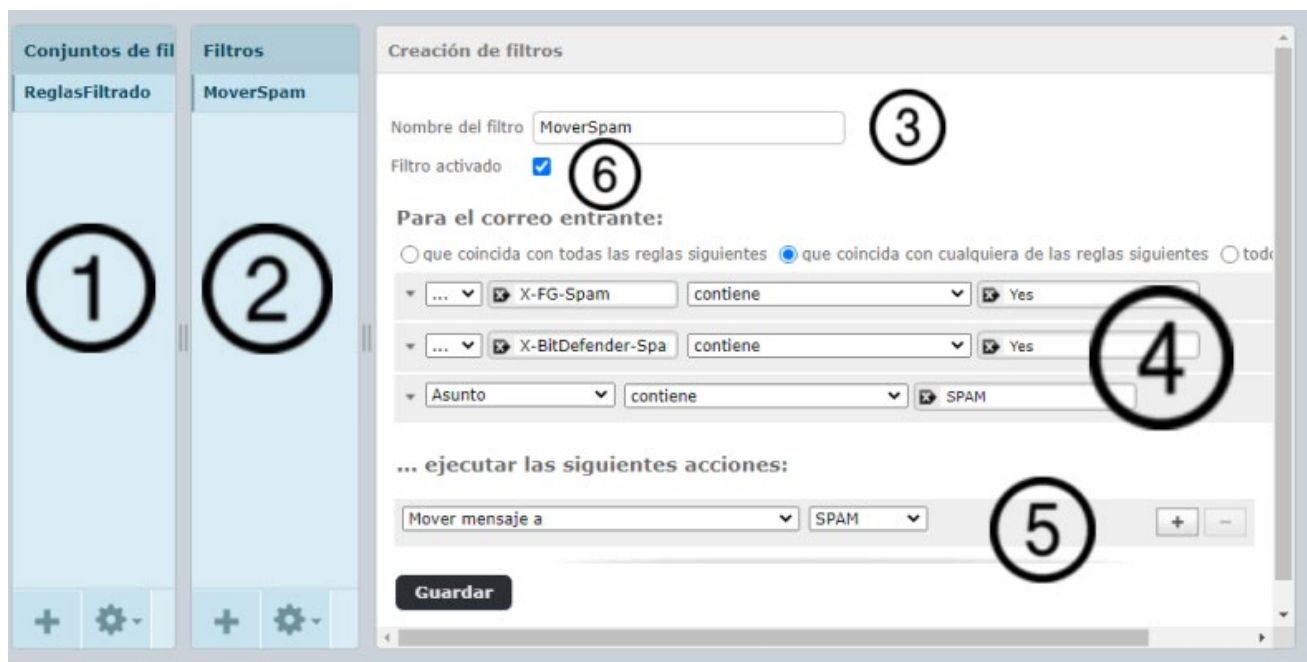 Conjuntos de fil
Filtros
Creación de filtros
ReglasFiltrado
MoverSpam
Nombre del filtro MoverSpam
3
Filtro activado
6
Para el correo entrante:
que coincida con todas las reglas siguientes que coincida con cualquiera de las reglas siguientes todo
1
2
... X-FG-Spam contiene Yes
... X-BitDefender-Spa contiene Yes
4
Asunto contiene SPAM
... ejecutar las siguientes acciones:
Mover mensaje a SPAM
5
+ -
Guardar
+
+